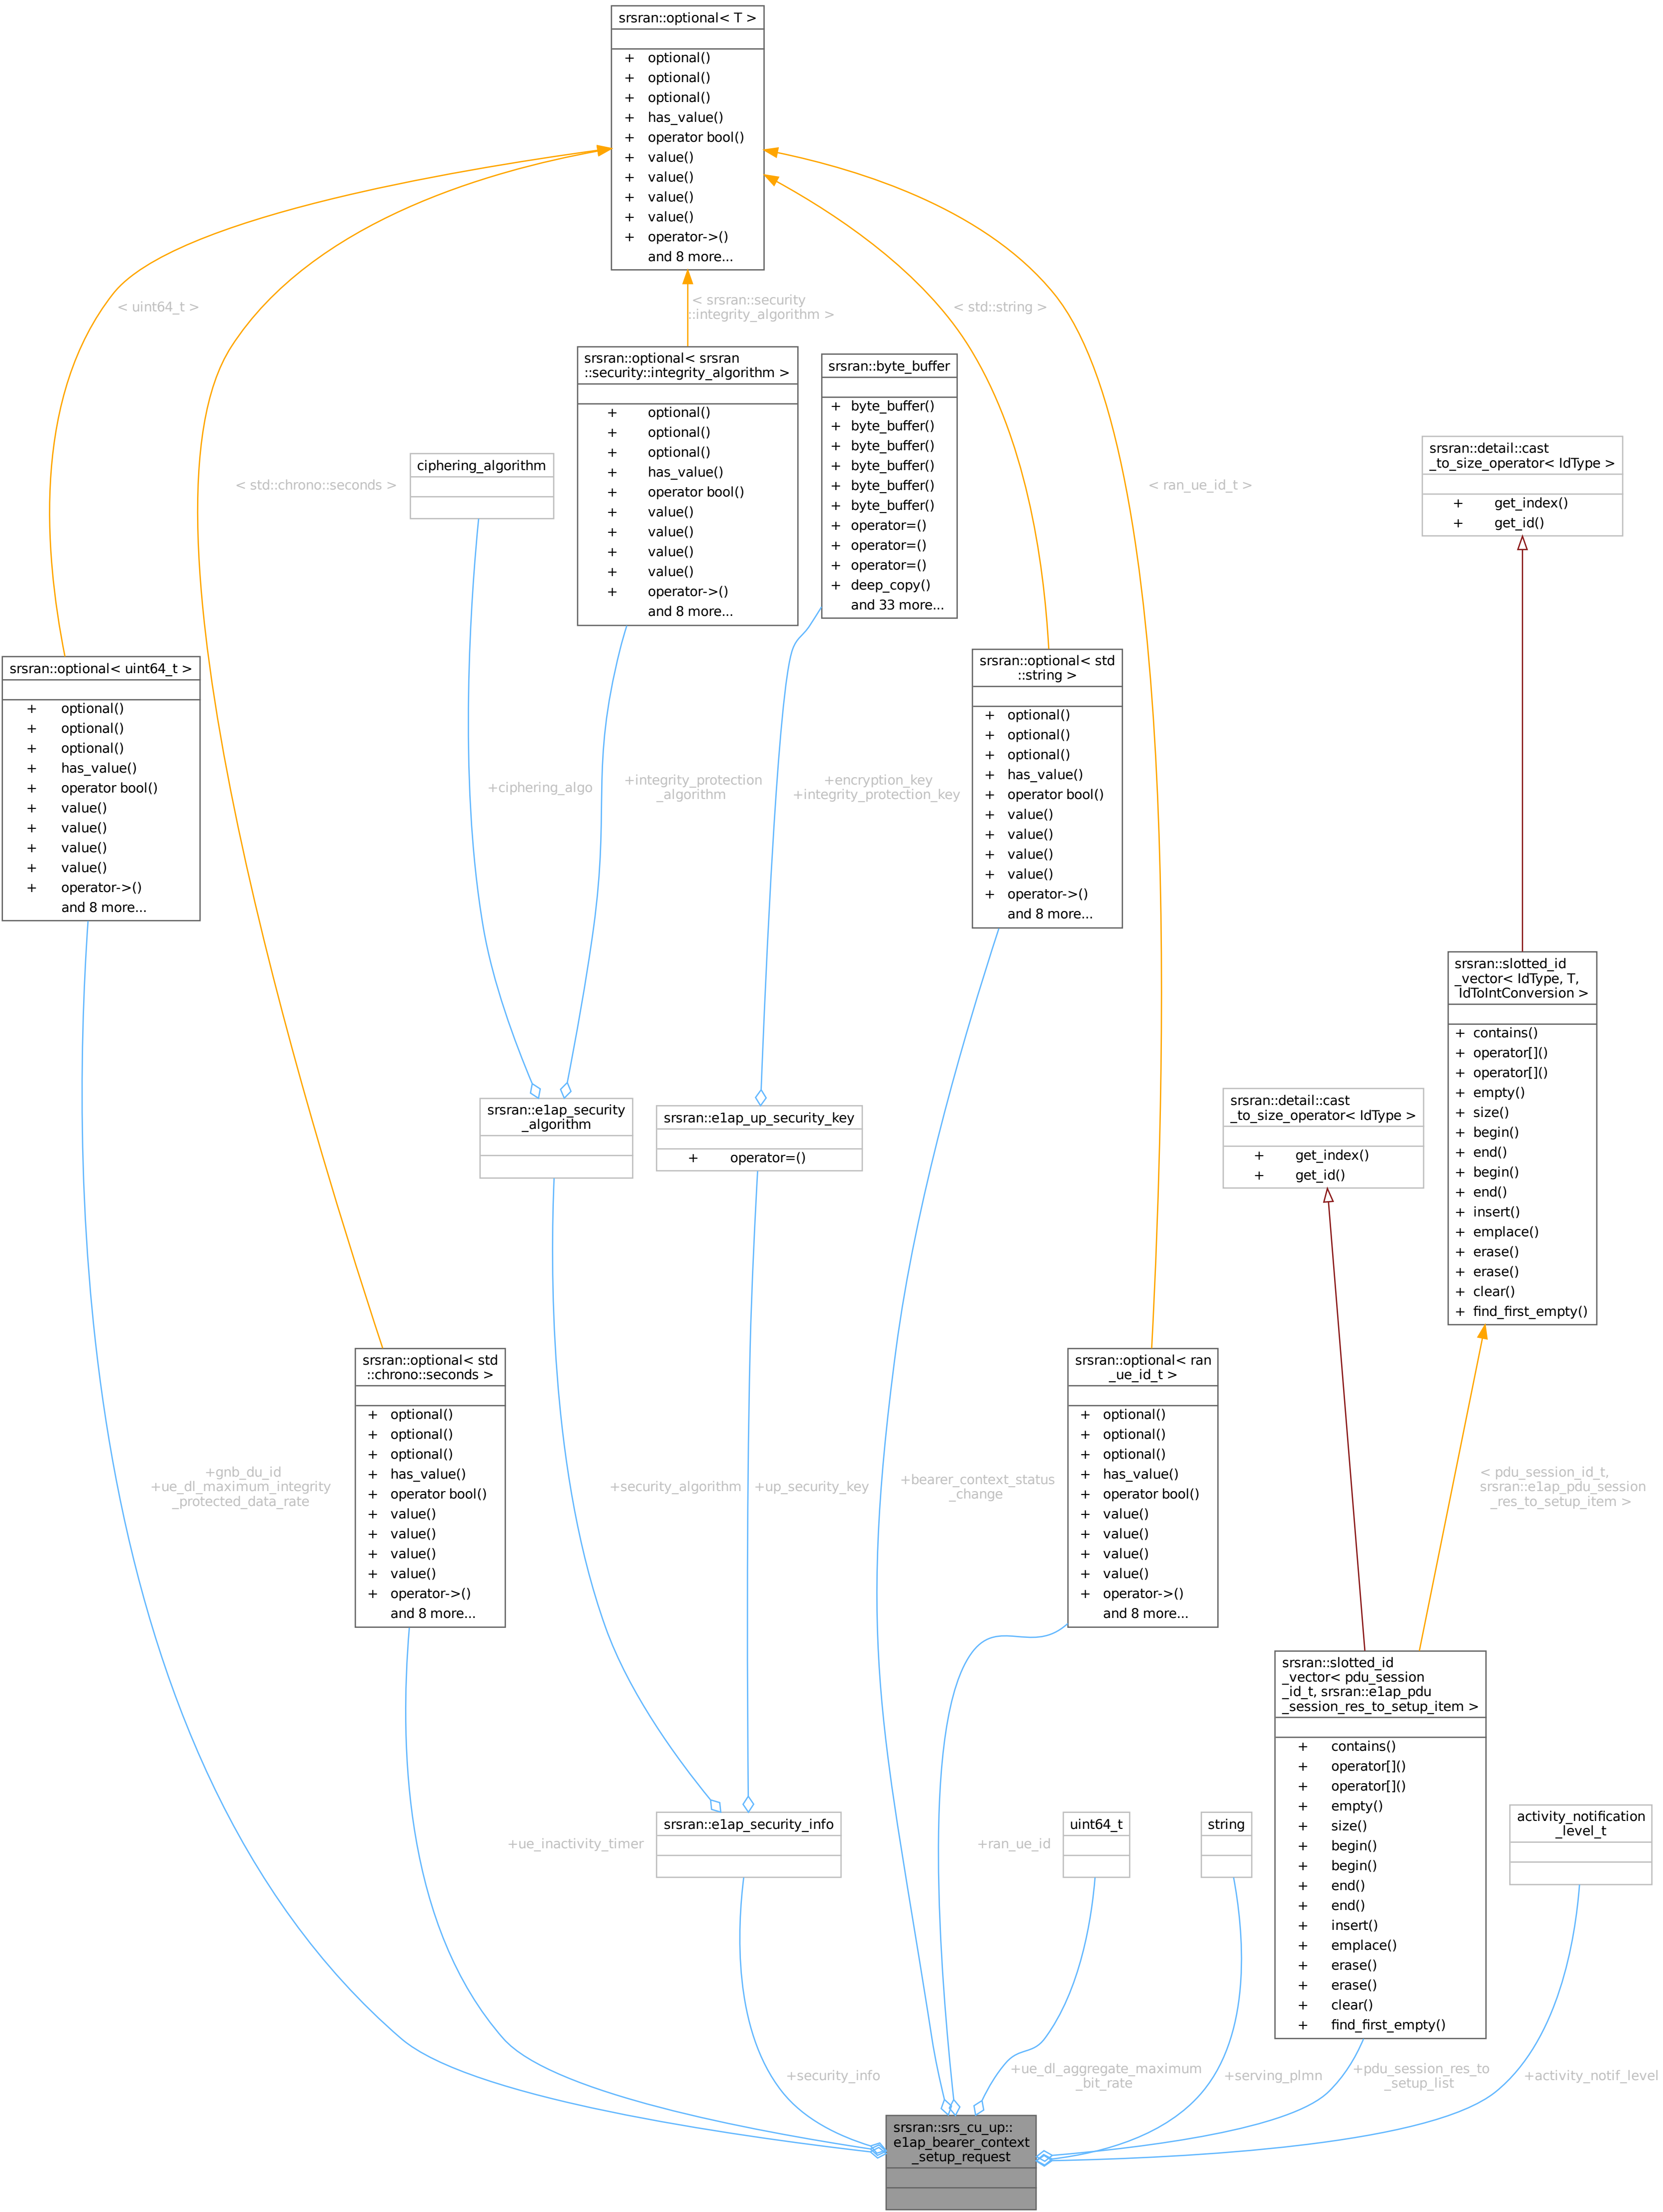 srsran::optional< T >
+ optional()
+ optional()
+ optional()
+ has_value()
+ operator bool()
+ value()
+ value()
+ value()
+ value()
+ operator->()
and 8 more...
< uint64_t >
< srsran::security
::integrity_algorithm >
< std::string >
< std::chrono::seconds >
< ran_ue_id_t >
srsran::optional< srsran
::security::integrity_algorithm >
+ optional()
+ optional()
+ optional()
+ has_value()
+ operator bool()
+ value()
+ value()
+ value()
+ value()
+ operator->()
and 8 more...
srsran::byte_buffer
+ byte_buffer()
+ byte_buffer()
+ byte_buffer()
+ byte_buffer()
+ byte_buffer()
+ byte_buffer()
+ operator=()
+ operator=()
+ operator=()
+ deep_copy()
and 33 more...
ciphering_algorithm
srsran::detail::cast
_to_size_operator< IdType >
+ get_index()
+ get_id()
srsran::optional< uint64_t >
+ optional()
+ optional()
+ optional()
+ has_value()
+ operator bool()
+ value()
+ value()
+ value()
+ value()
+ operator->()
and 8 more...
+ciphering_algo
+integrity_protection
_algorithm
+encryption_key
+integrity_protection_key
srsran::optional< std
::string >
+ optional()
+ optional()
+ optional()
+ has_value()
+ operator bool()
+ value()
+ value()
+ value()
+ value()
+ operator->()
and 8 more...
srsran::slotted_id
_vector< IdType, T,
IdToIntConversion >
+ contains()
+ operator[]()
+ operator[]()
+ empty()
+ size()
+ begin()
+ end()
+ begin()
+ end()
+ insert()
+ emplace()
+ erase()
+ erase()
+ clear()
+ find_first_empty()
srsran::e1ap_security
_algorithm
srsran::e1ap_up_security_key
+ operator=()
srsran::detail::cast
_to_size_operator< IdType >
+ get_index()
+ get_id()
srsran::optional< std
::chrono::seconds >
+ optional()
+ optional()
+ optional()
+ has_value()
+ operator bool()
+ value()
+ value()
+ value()
+ value()
+ operator->()
and 8 more...
srsran::optional< ran
_ue_id_t >
+ optional()
+ optional()
+ optional()
+ has_value()
+ operator bool()
+ value()
+ value()
+ value()
+ value()
+ operator->()
and 8 more...
+gnb_du_id
+ue_dl_maximum_integrity
_protected_data_rate
+security_algorithm
+up_security_key
+bearer_context_status
_change
< pdu_session_id_t,
srsran::e1ap_pdu_session
_res_to_setup_item >
srsran::slotted_id
_vector< pdu_session
_id_t, srsran::e1ap_pdu
_session_res_to_setup_item >
+ contains()
+ operator[]()
+ operator[]()
+ empty()
+ size()
+ begin()
+ begin()
+ end()
+ end()
+ insert()
+ emplace()
+ erase()
+ erase()
+ clear()
+ find_first_empty()
+ue_inactivity_timer
srsran::e1ap_security_info
+ran_ue_id
uint64_t
string
activity_notification
_level_t
+security_info
+ue_dl_aggregate_maximum
_bit_rate
+serving_plmn
+pdu_session_res_to
_setup_list
+activity_notif_level
srsran::srs_cu_up::
e1ap_bearer_context
_setup_request